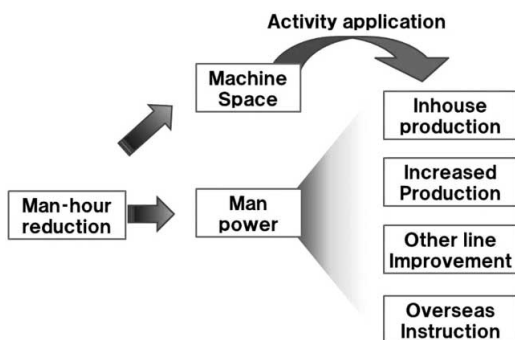 Activity application
Machine
Space
Inhouse
production
Increased
Production
Man-hour
reduction
Man
power
Other line
Improvement
Overseas
Instruction